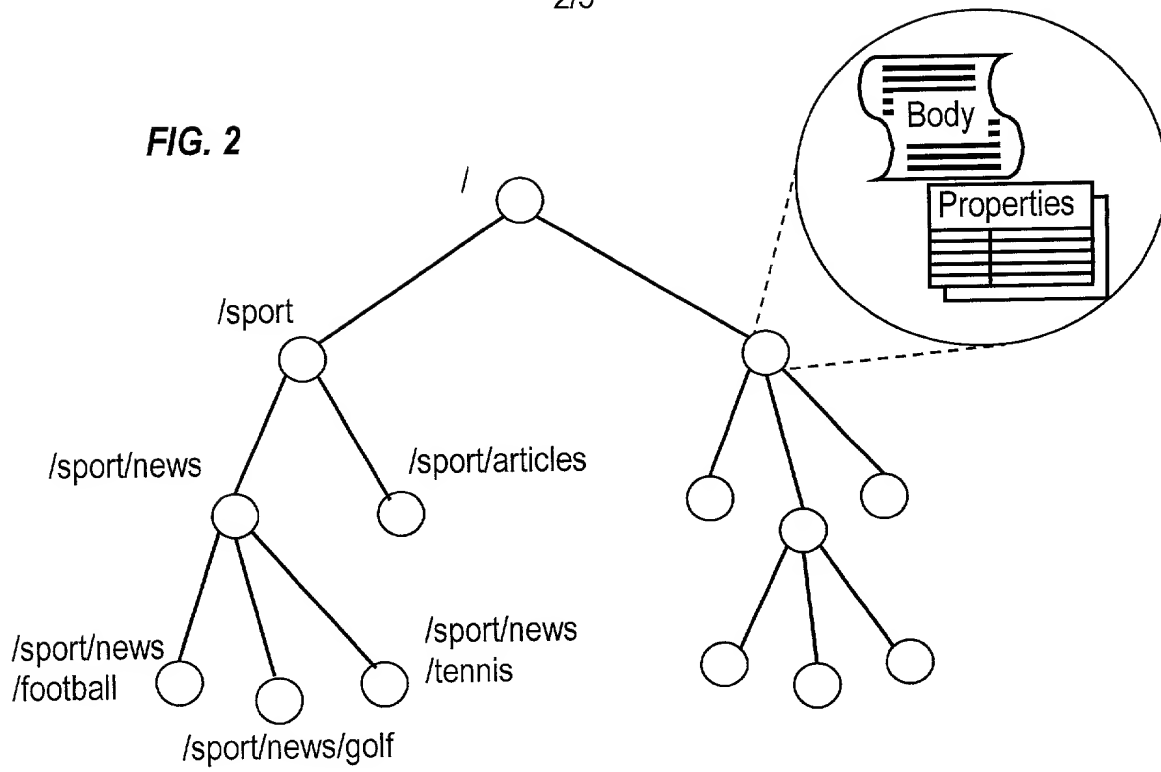 FIG. 2
Body
Properties
/
/sport
/sport/news
/sport/articles
/sport/news
/football
/sport/news
/tennis
/sport/news/golf